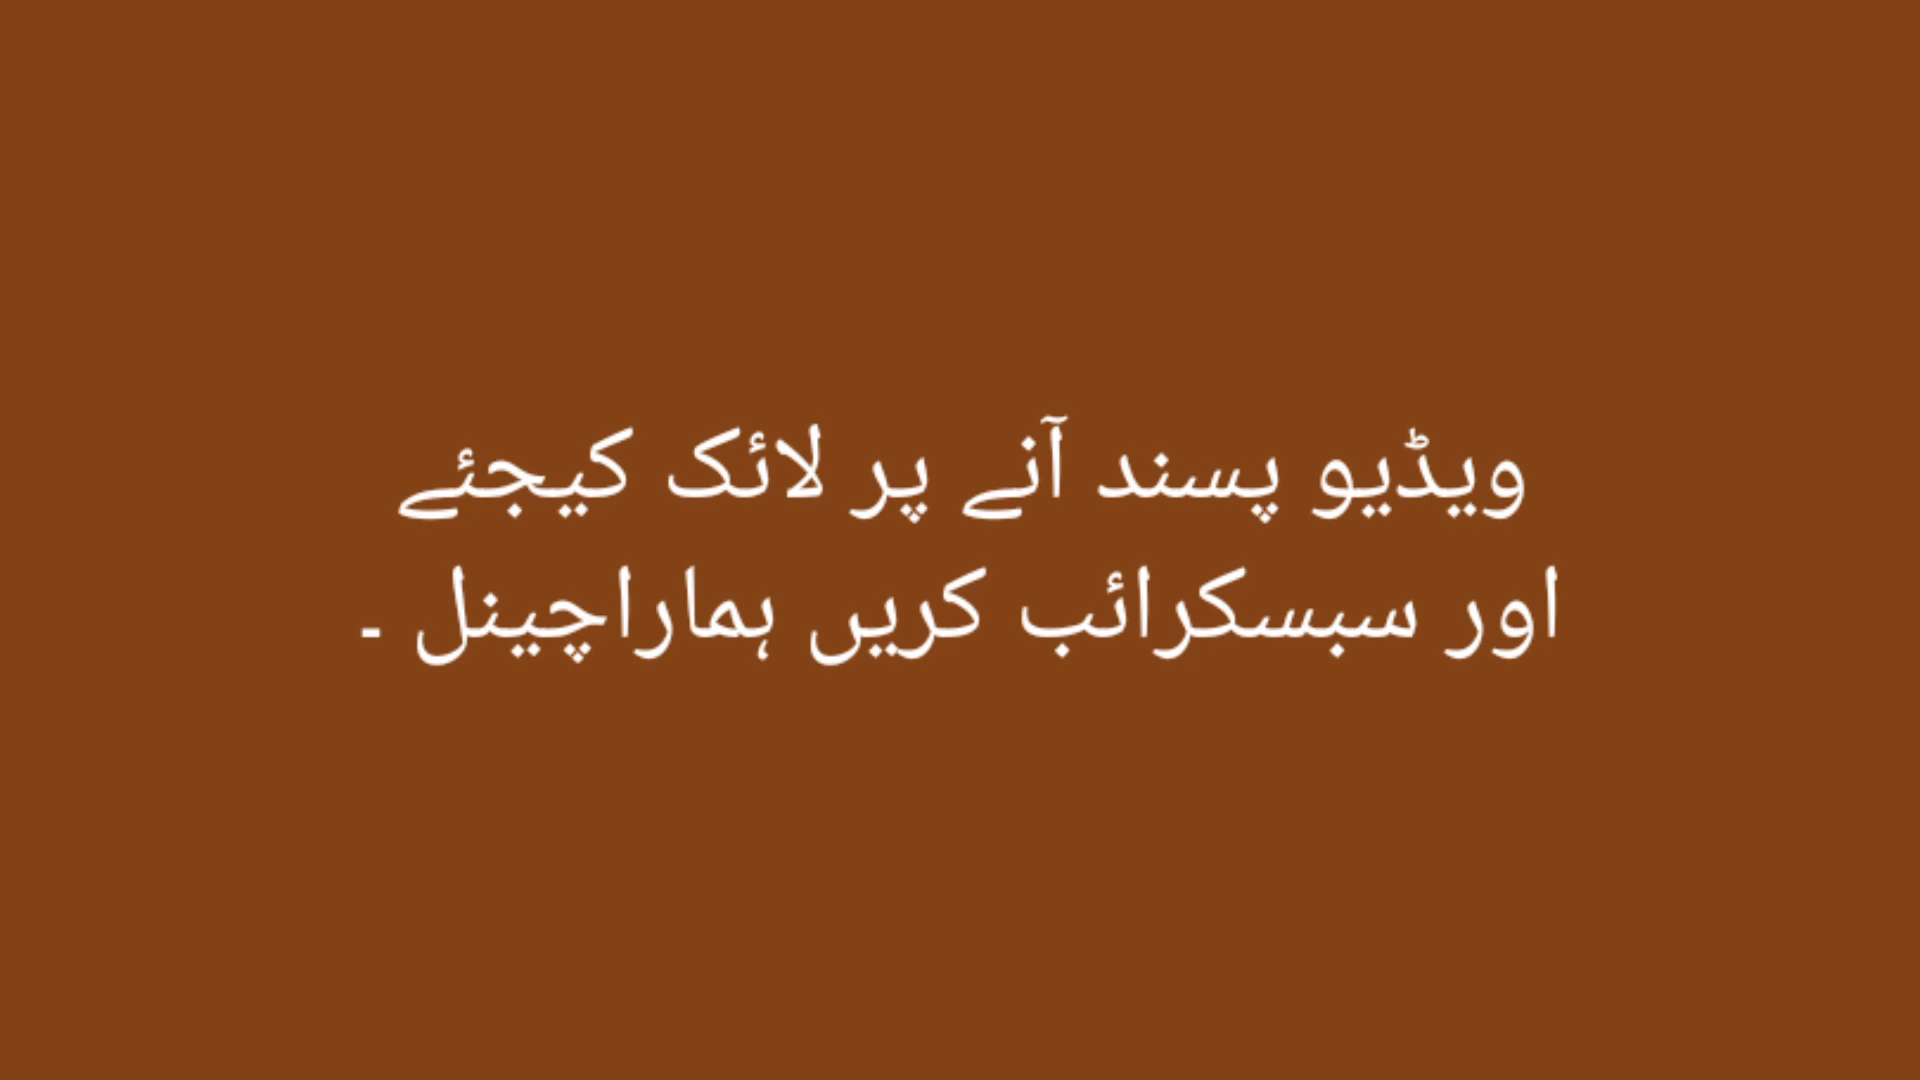 ویڈیو پسند آنے پر لائک کیجئے
اور سبسکرائب کریں ہماراچینل ۔